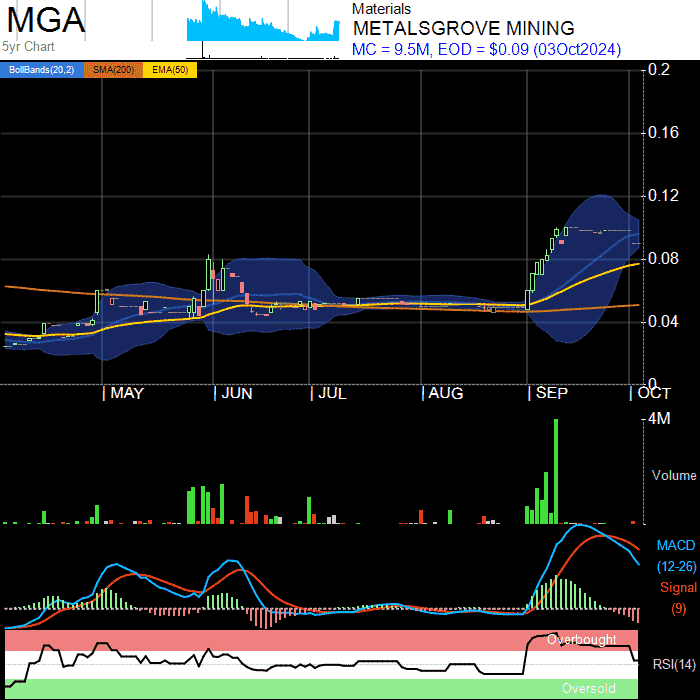 MGA
5yr Chart
Materials
METALSGROVE MINING
MC = 9.5M, EOD = $0.09 (03Oct2024)
BollBands(20,2) SMA(200) EMA(50)
0.2
0.16
0.12
0.08
0.04
0
MAY JUN JUL AUG SEP OCT
4M
Volume
MACD
(12-26)
Signal
(9)
Overbought
RSI(14)
Oversold